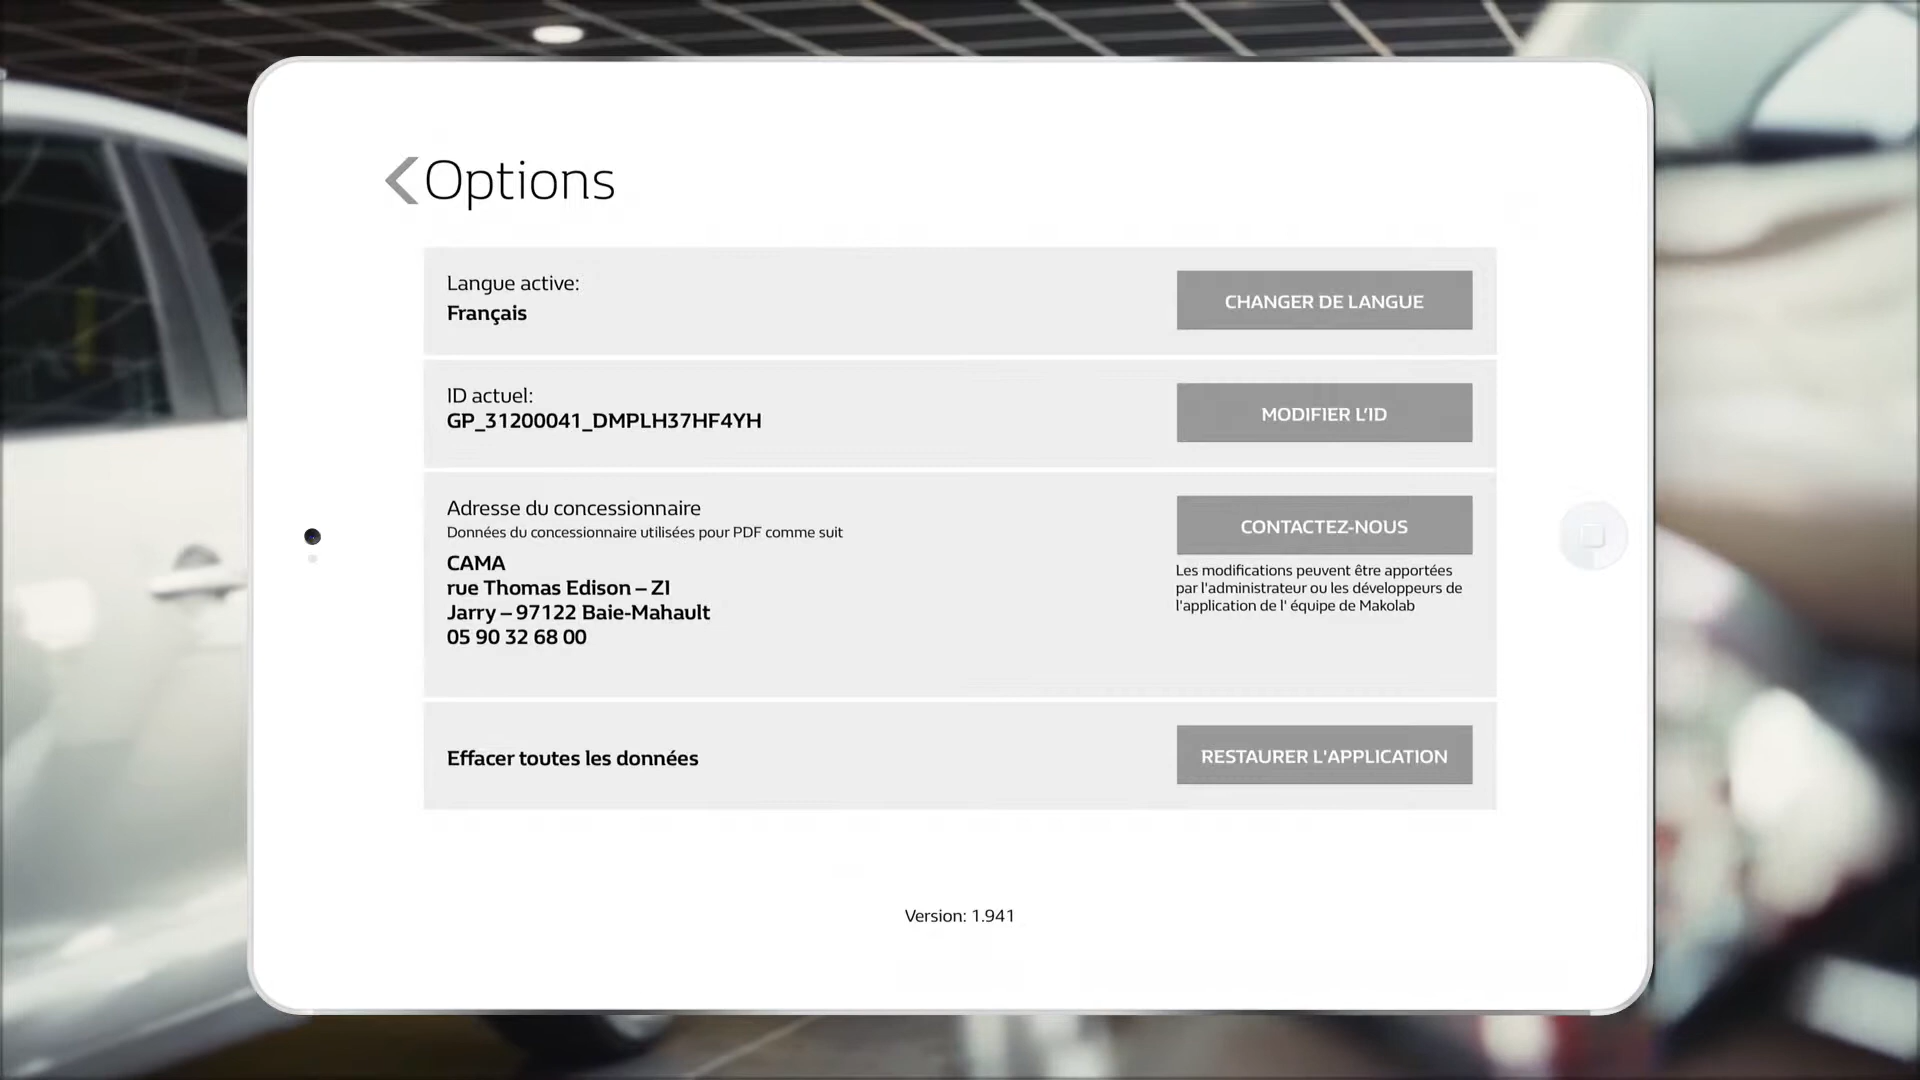 Options
Langue active:
Français
CHANGER DE LANGUE
ID actuel:
GP_31200041_DMPLH37HF4YH
MODIFIER L'ID
Adresse du concessionnaire
Données du concessionnaire utilisées pour PDF comme suit
CAMA
rue Thomas Edison – ZI
Jarry – 97122 Baie-Mahault
05 90 32 68 00
CONTACTEZ-NOUS
Les modifications peuvent être apportées
par l'administrateur ou les développeurs de
l'application de l' équipe de Makolab
Effacer toutes les données
RESTAURER L'APPLICATION
Version: 1.941